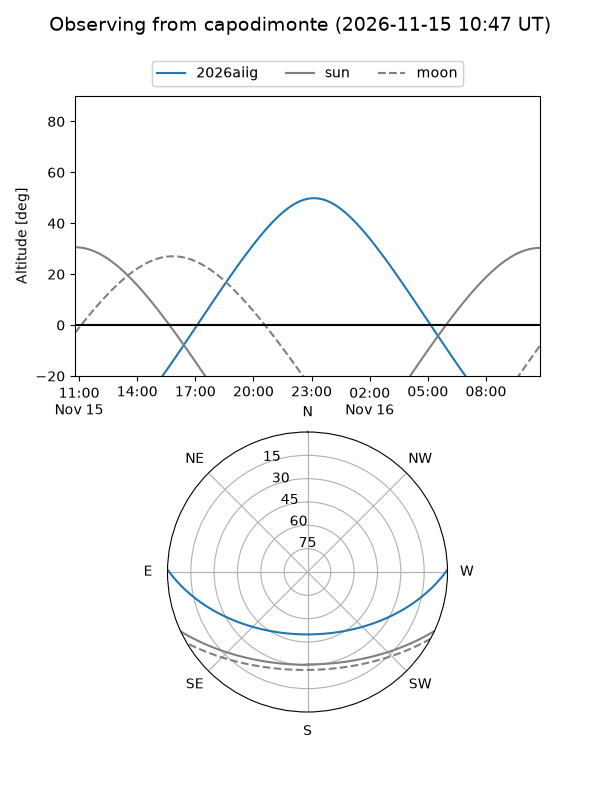 Observing from capodimonte (2026-11-15 10:47 UT)
2026aiig sun moon
Altitude [deg]
80
60
40
20
0
−20
11:00 14:00 17:00 20:00 23:00 02:00 05:00 08:00
Nov 15 Nov 16
N
NE NW
15
30
45
60
75
E W
SE SW
S